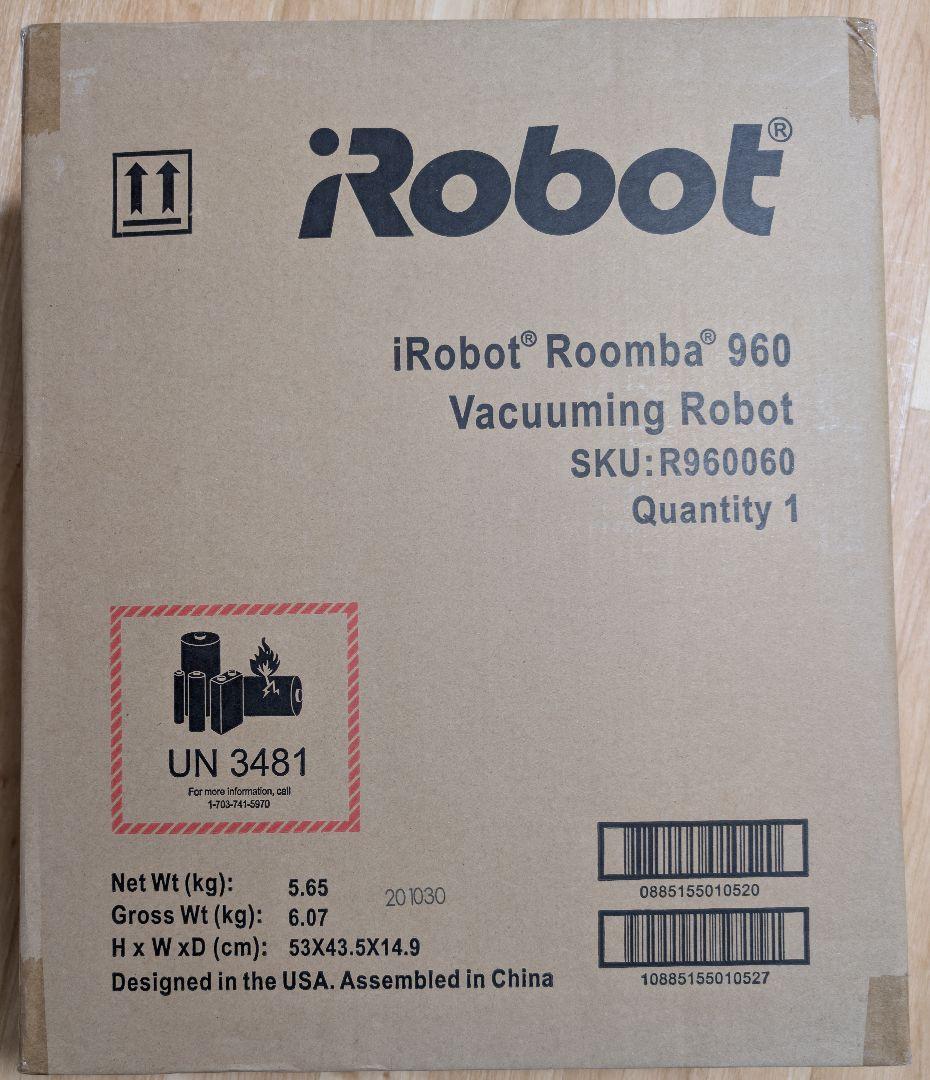 iRobot®
iRobot® Roomba® 960
Vacuuming Robot
SKU:R960060
Quantity 1
UN 3481
For more information, call
1-703-741-5970
Net Wt (kg): 5.65
Gross Wt (kg): 6.07
H x W xD (cm): 53X43.5X14.9
Designed in the USA. Assembled in China
201030
0885155010520
10885155010527